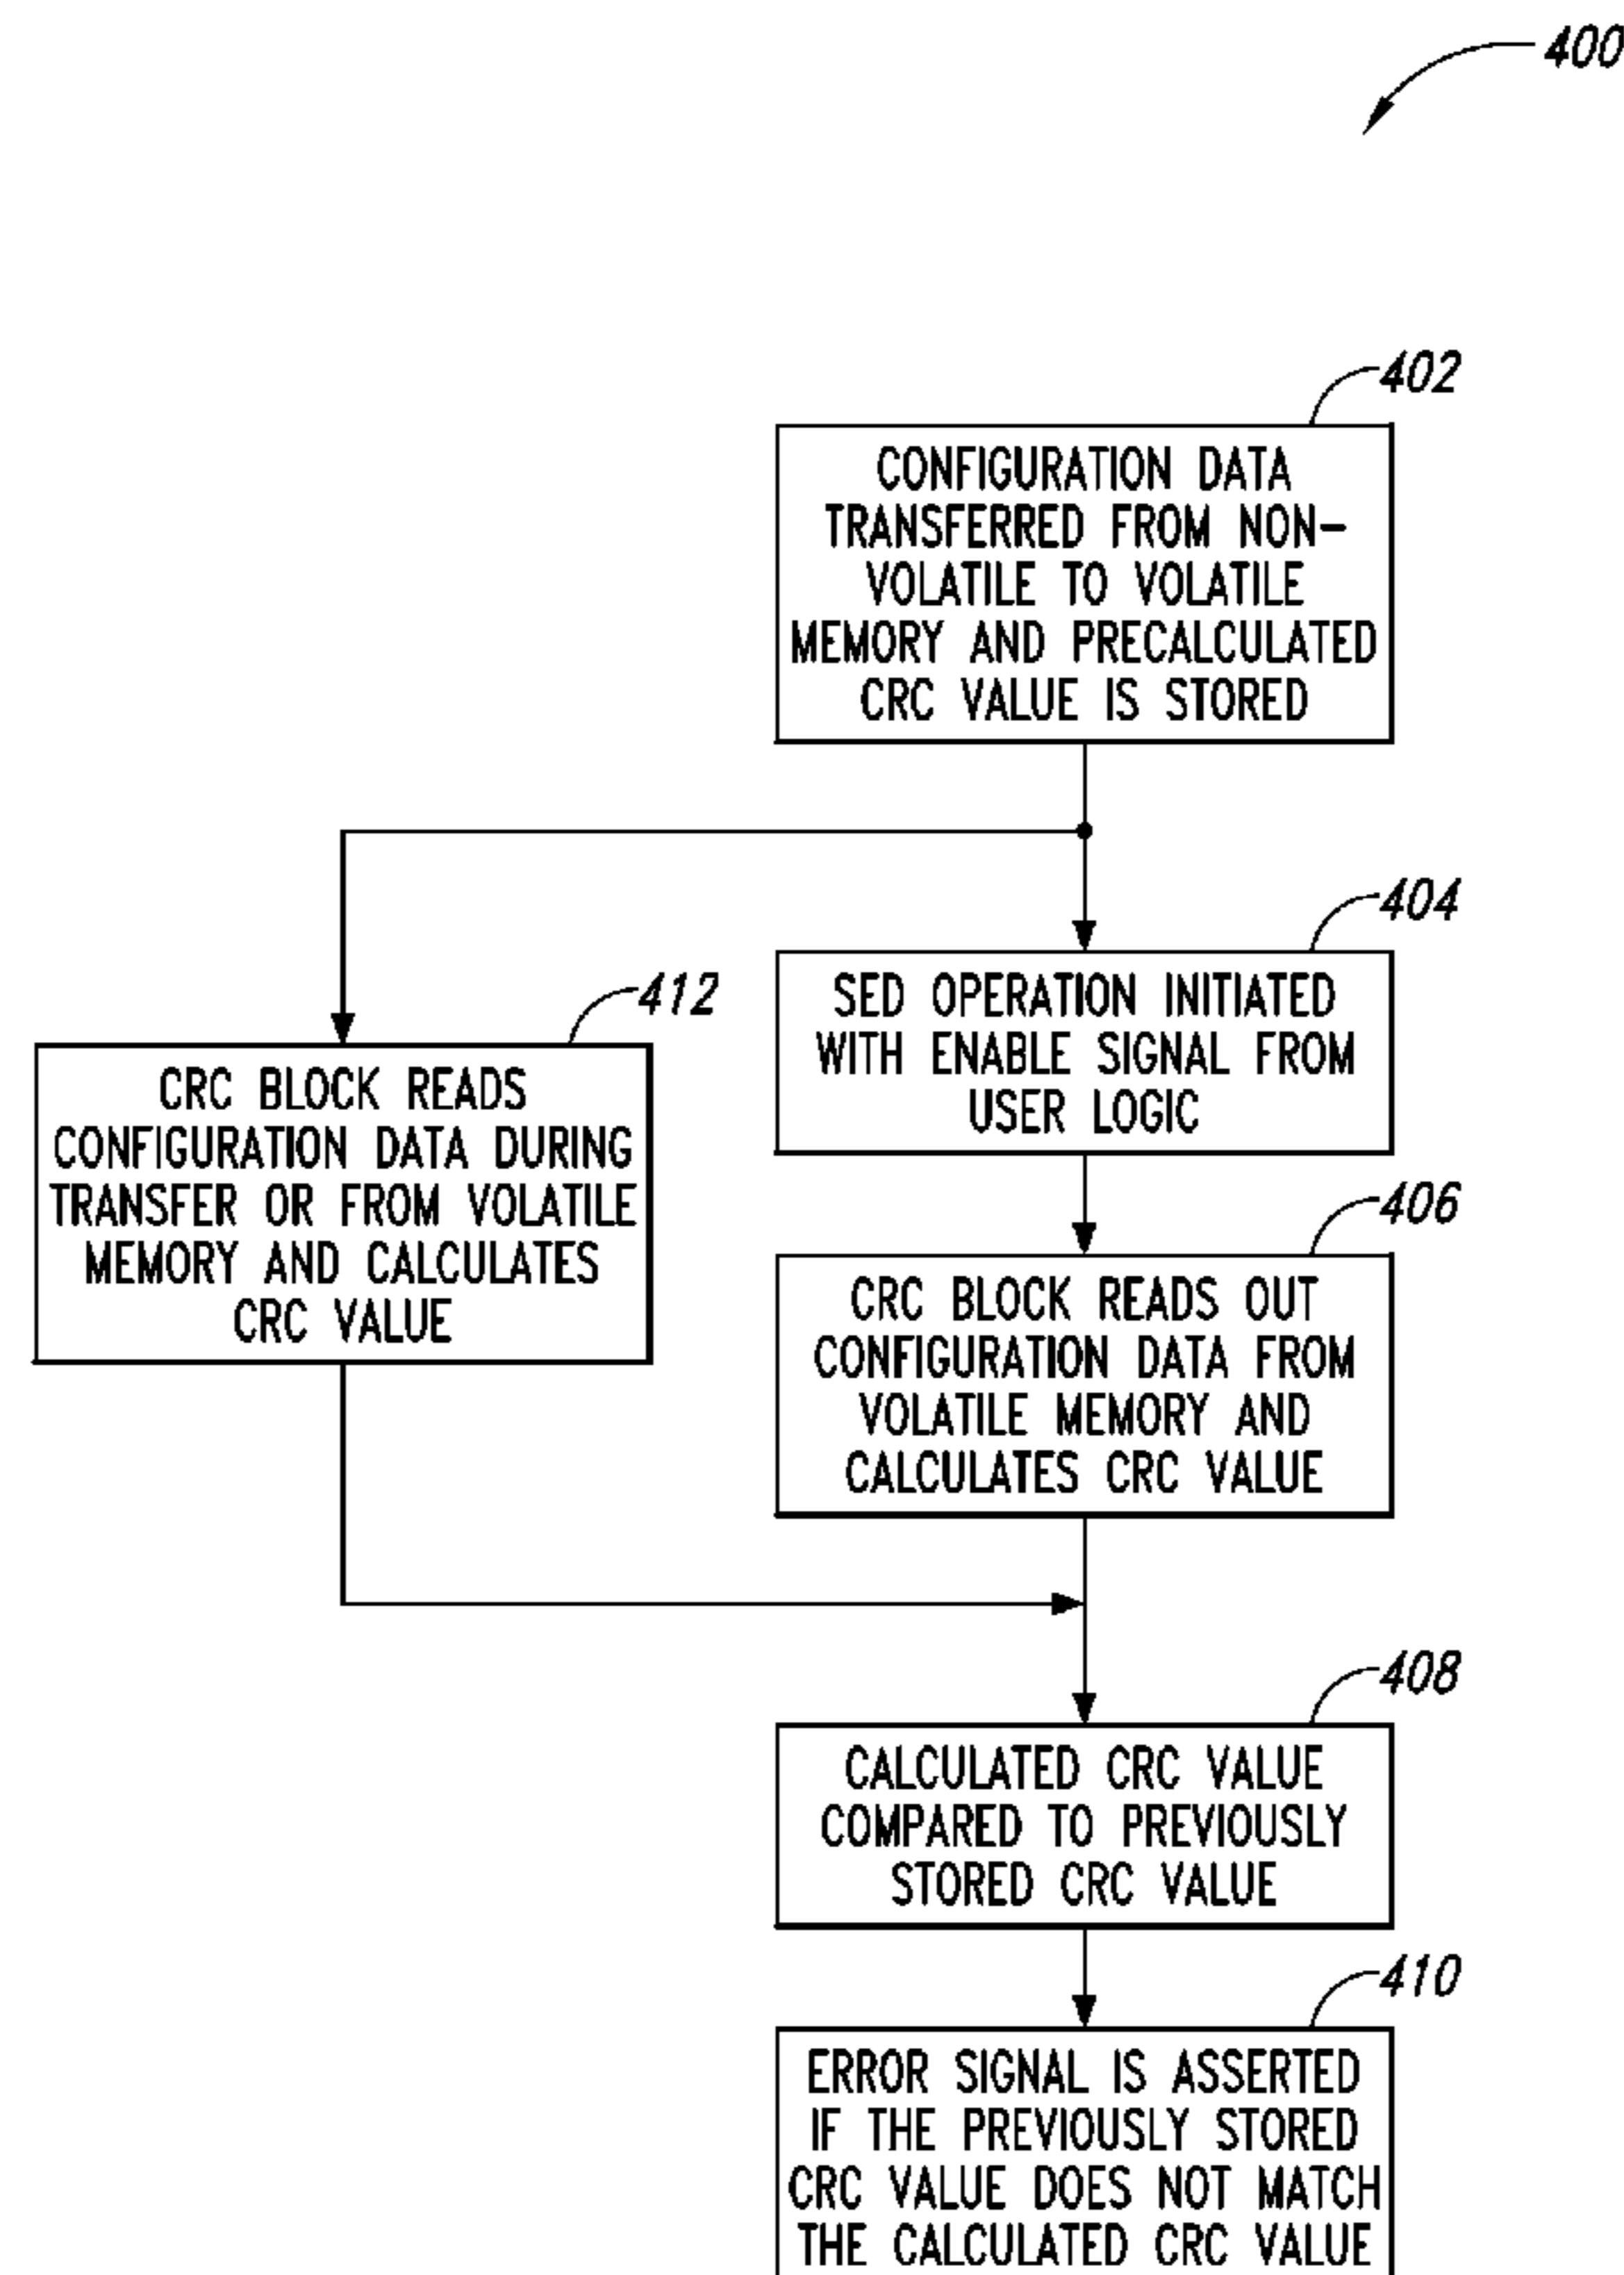 400
402
CONFIGURATION DATA
TRANSFERRED FROM NON-
VOLATILE TO VOLATILE
MEMORY AND PRECALCULATED
CRC VALUE IS STORED
404
SED OPERATION INITIATED
WITH ENABLE SIGNAL FROM
USER LOGIC
412
CRC BLOCK READS
CONFIGURATION DATA DURING
TRANSFER OR FROM VOLATILE
MEMORY AND CALCULATES
CRC VALUE
406
CRC BLOCK READS OUT
CONFIGURATION DATA FROM
VOLATILE MEMORY AND
CALCULATES CRC VALUE
408
CALCULATED CRC VALUE
COMPARED TO PREVIOUSLY
STORED CRC VALUE
410
ERROR SIGNAL IS ASSERTED
IF THE PREVIOUSLY STORED
CRC VALUE DOES NOT MATCH
THE CALCULATED CRC VALUE